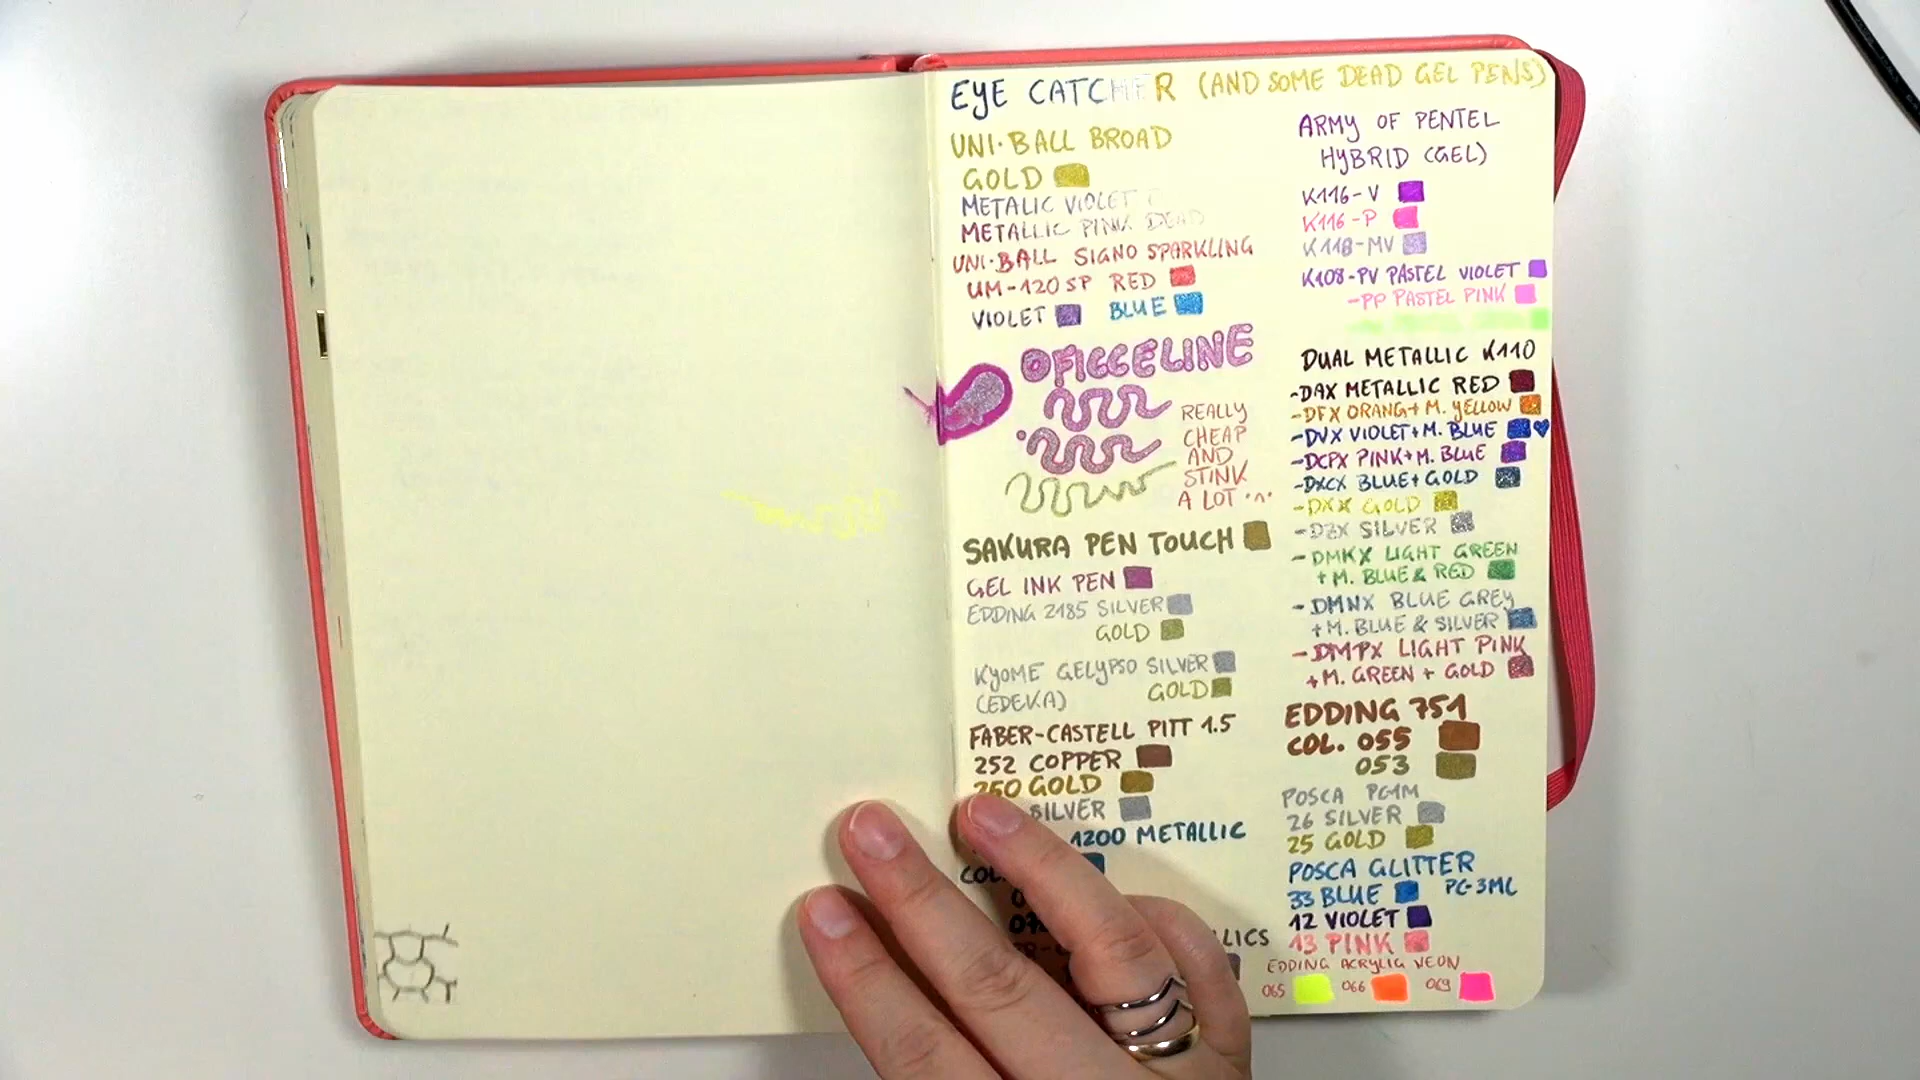 EYE CATCHER (AND SOME DEAD GEL PENS)
UNI·BALL BROAD
GOLD
METALIC VIOLET
METALLIC PINK DEAD
UNI·BALL SIGNO SPARKLING
UM-120SP RED
VIOLET BLUE
OFICCELINE
REALLY
CHEAP
AND
STINK
A LOT ^.^
SAKURA PEN TOUCH
GEL INK PEN
EDDING 2185 SILVER
GOLD
KYOME GELYPSO SILVER
(EDEKA) GOLD
FABER-CASTELL PITT 1.5
252 COPPER
250 GOLD
SILVER
1200 METALLIC
COL.
ARMY OF PENTEL
HYBRID (GEL)
K116-V
K116-P
K118-MV
K108-PV PASTEL VIOLET
-PP PASTEL PINK
DUAL METALLIC K110
-DAX METALLIC RED
-DFX ORANG+ M. YELLOW
-DVX VIOLET+M. BLUE
-DCPX PINK+M. BLUE
-DXCX BLUE+GOLD
-DXX GOLD
-DZX SILVER
-DMKX LIGHT GREEN
+M. BLUE & RED
-DMNX BLUE GREY
+M. BLUE & SILVER
-DMPX LIGHT PINK
+M. GREEN + GOLD
EDDING 751
COL. 055
053
POSCA PC-1M
26 SILVER
25 GOLD
POSCA GLITTER
33 BLUE PC-3ML
12 VIOLET
13 PINK
EDDING ACRYLIC NEON
065 066 069